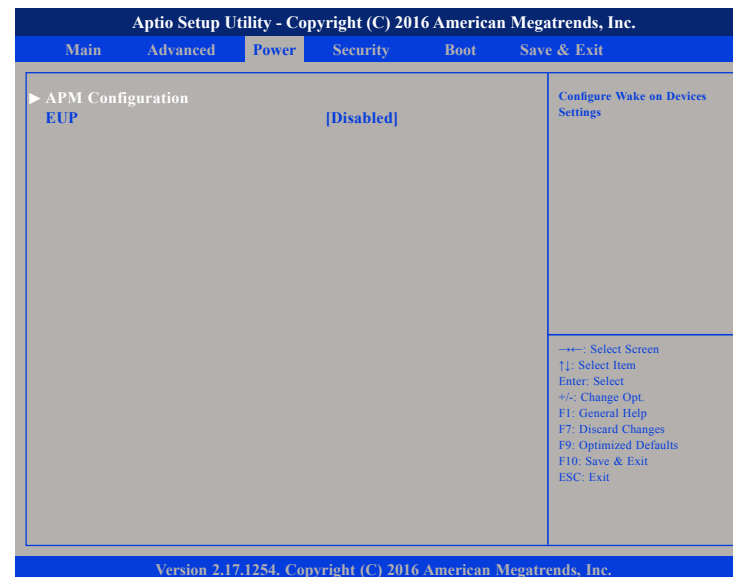 Aptio Setup Utility - Copyright (C) 2016 American Megatrends, Inc.
Main Advanced Power Security Boot Save & Exit
► APM Configuration
EUP [Disabled]
Configure Wake on Devices
Settings
→←: Select Screen
↑↓: Select Item
Enter: Select
+/-: Change Opt.
F1: General Help
F7: Discard Changes
F9: Optimized Defaults
F10: Save & Exit
ESC: Exit
Version 2.17.1254. Copyright (C) 2016 American Megatrends, Inc.